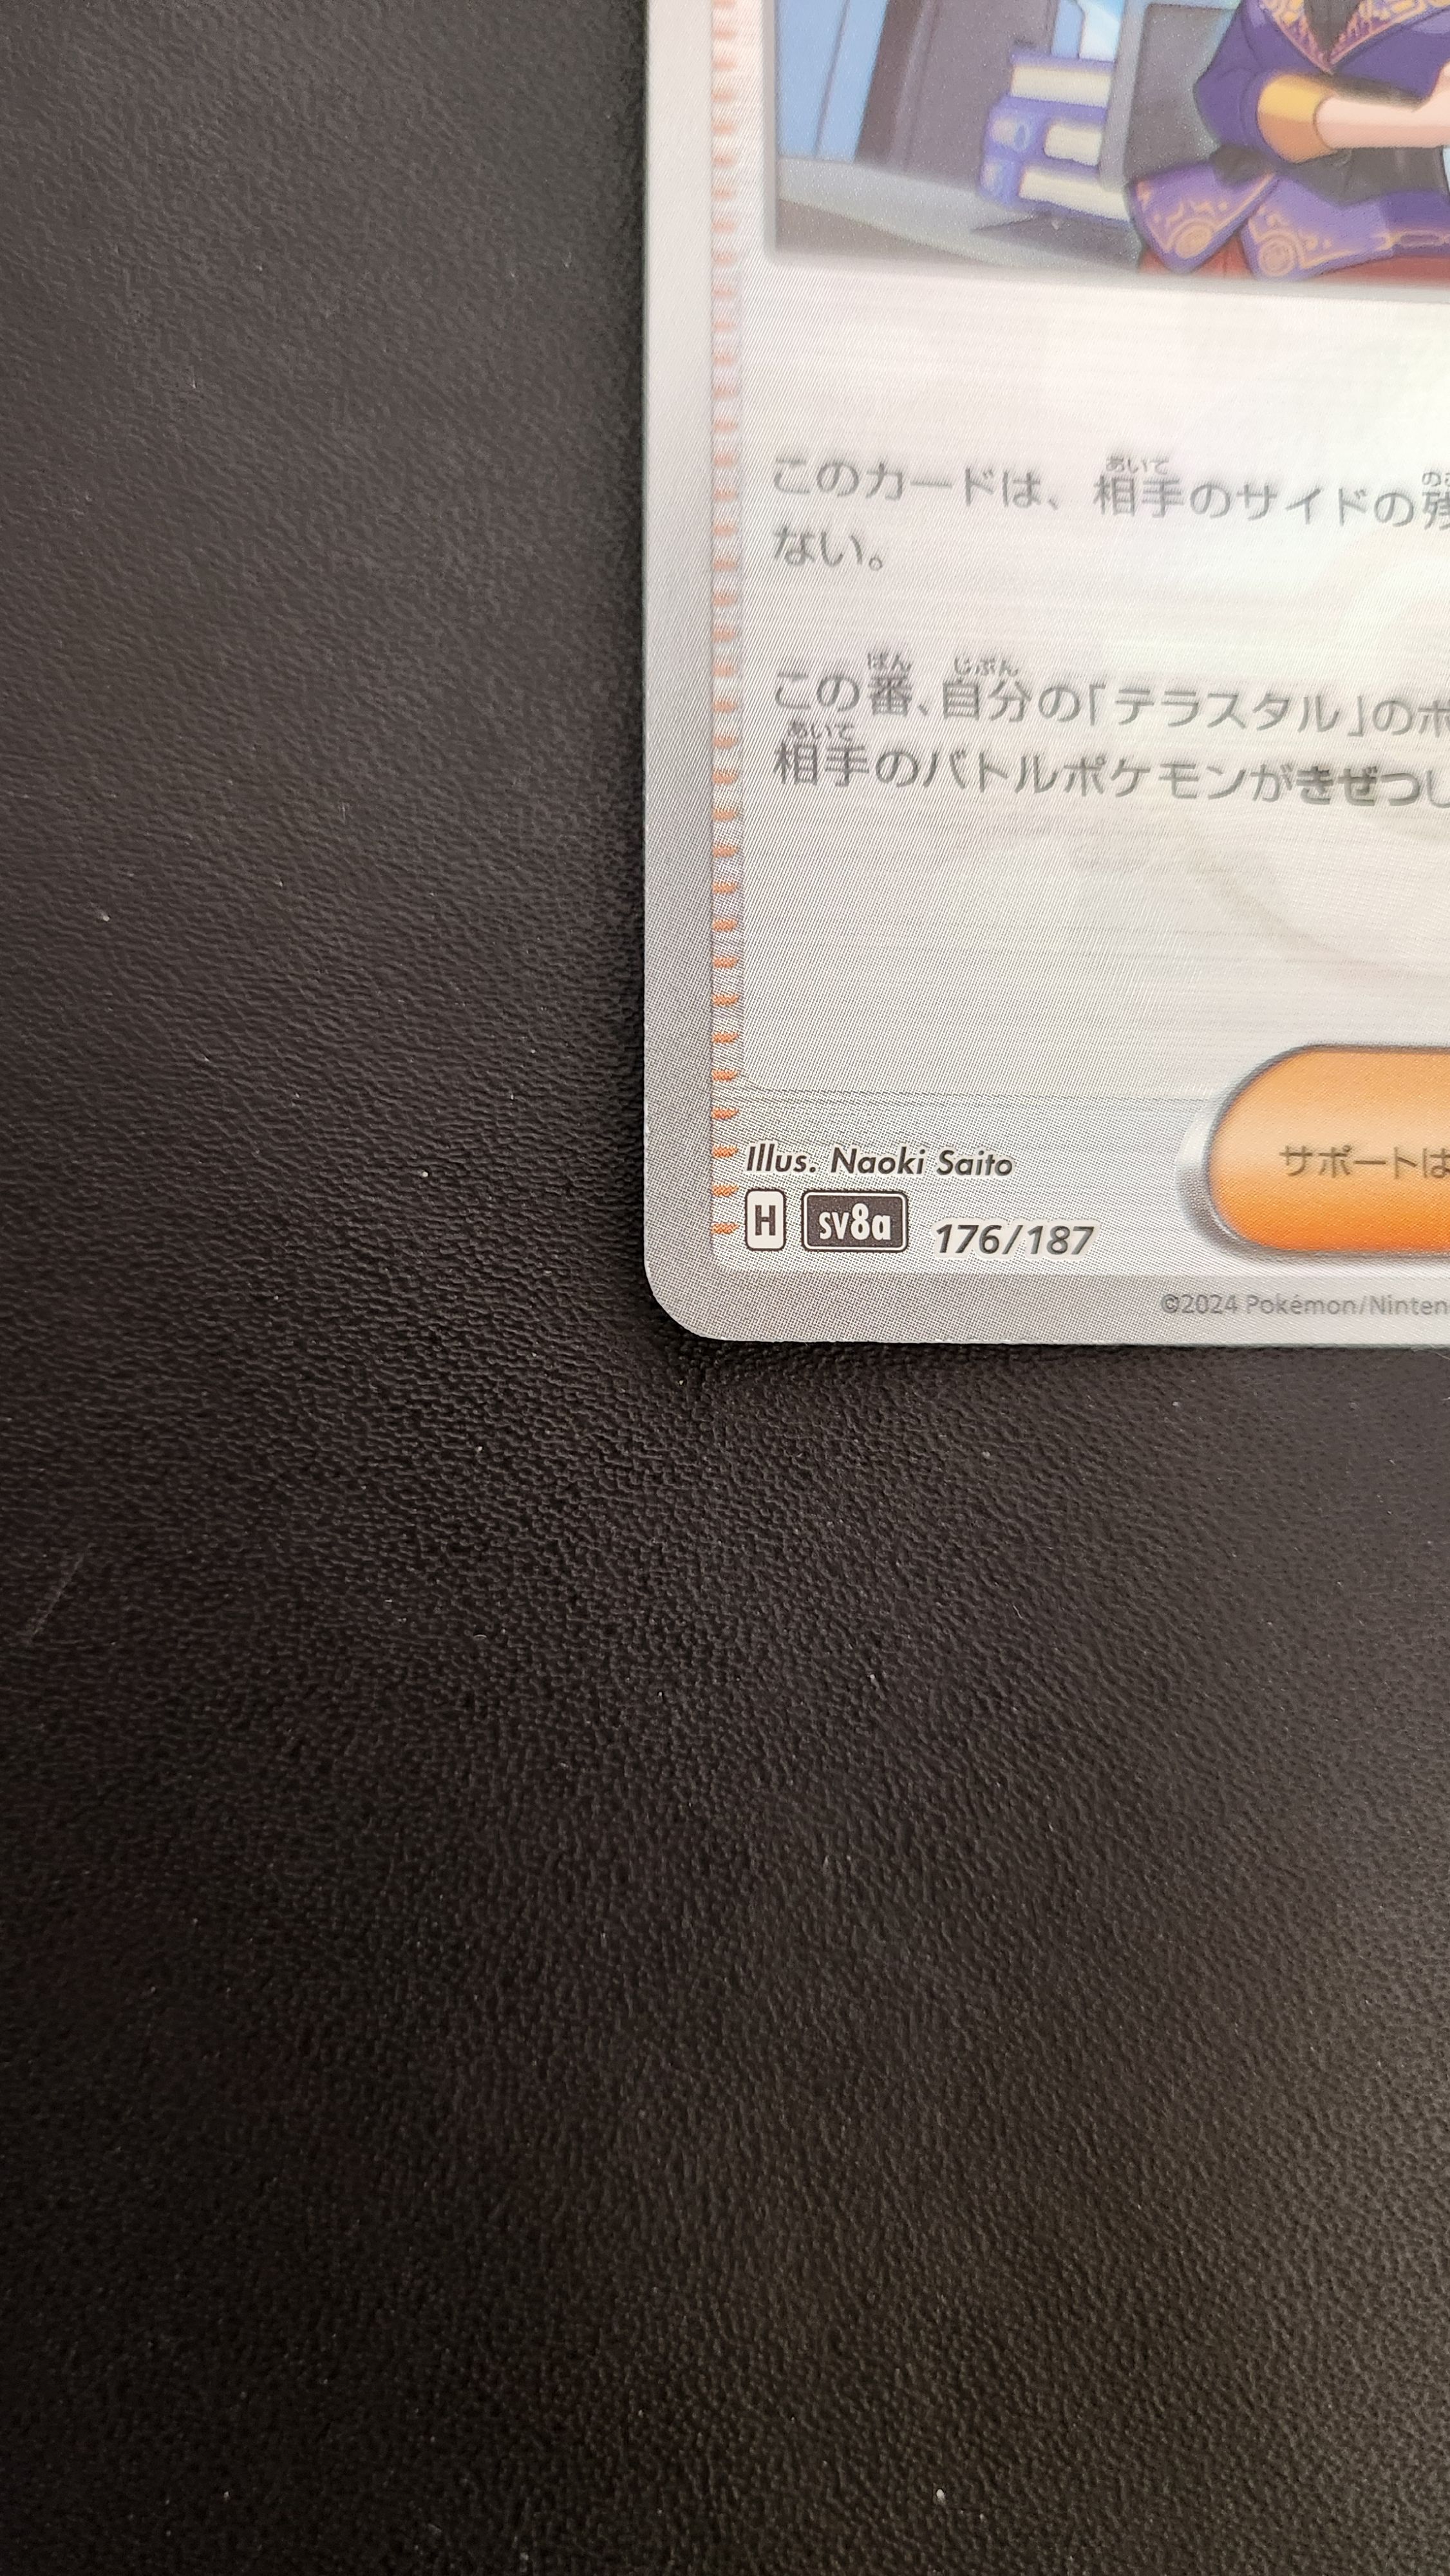 このカードは、相手のサイドの残
ない。
この番、自分の「テラスタル」のポ
相手のバトルポケモンがきぜつし
サポートは
Illus. Naoki Saito
H sv8a 176/187
©2024 Pokémon/Ninten